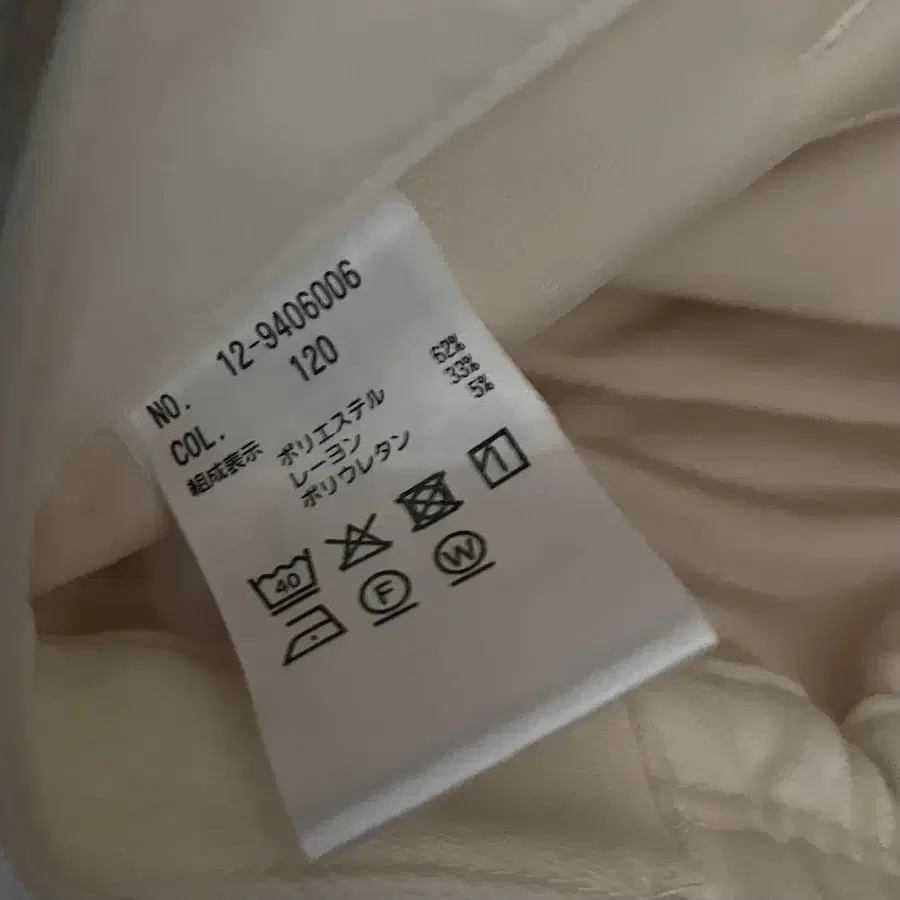 NO. 12-9406006
COL. 120
組成表示 ポリエステル 62%
レーヨン 33%
ポリウレタン 5%
40
F W